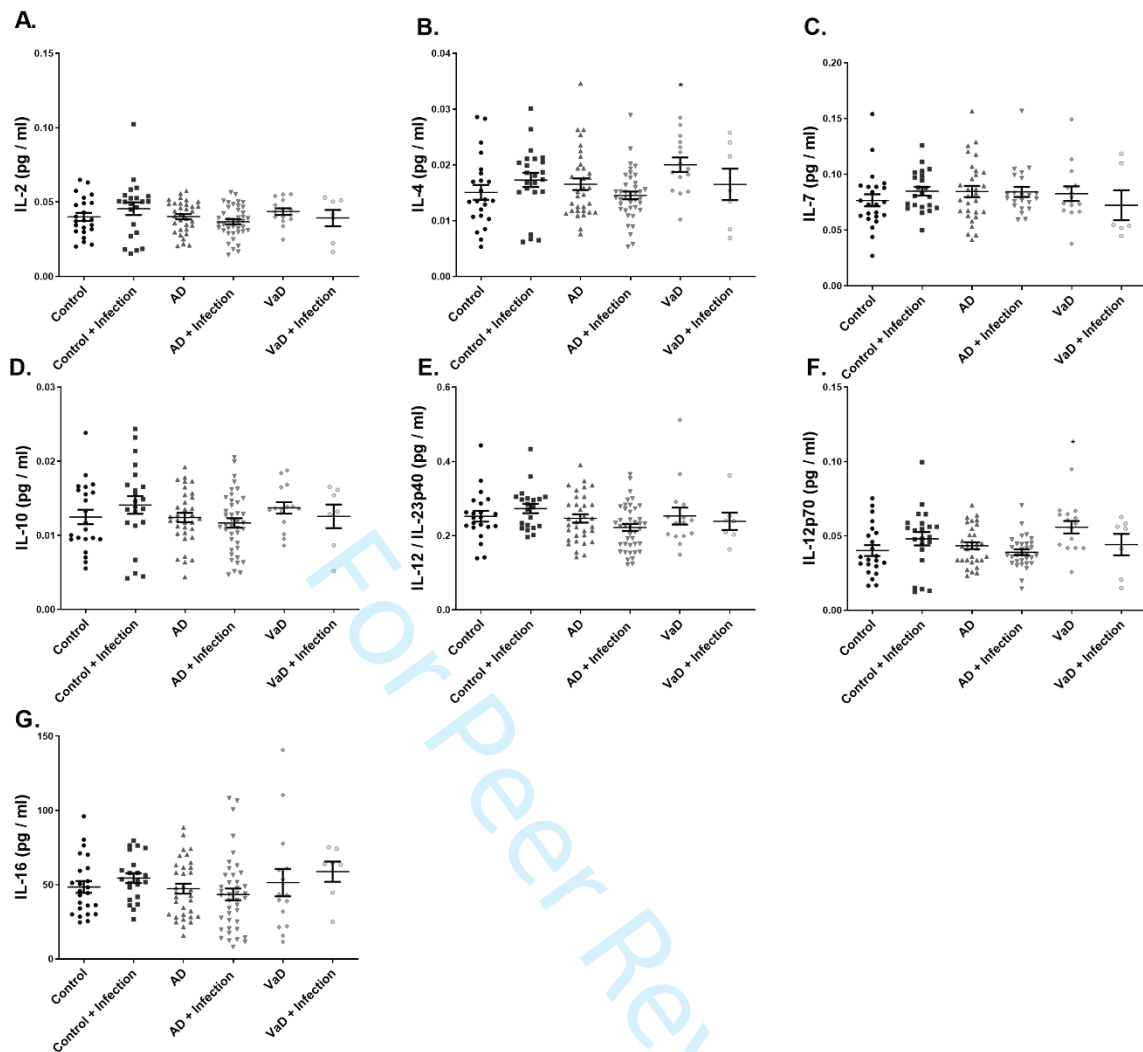 A.
IL-2 (pg / ml)
0.15
0.10
0.05
0.00
Control
Control + Infection
AD
AD + Infection
VaD
VaD + Infection
B.
IL-4 (pg / ml)
0.04
0.03
0.02
0.01
0.00
*
Control
Control + Infection
AD
AD + Infection
VaD
VaD + Infection
C.
IL-7 (pg / ml)
0.20
0.15
0.10
0.05
0.00
Control
Control + Infection
AD
AD + Infection
VaD
VaD + Infection
D.
IL-10 (pg / ml)
0.03
0.02
0.01
0.00
Control
Control + Infection
AD
AD + Infection
VaD
VaD + Infection
E.
IL-12 / IL-23p40 (pg / ml)
0.6
0.4
0.2
0.0
Control
Control + Infection
AD
AD + Infection
VaD
VaD + Infection
F.
IL-12p70 (pg / ml)
0.15
0.10
0.05
0.00
*
Control
Control + Infection
AD
AD + Infection
VaD
VaD + Infection
G.
IL-16 (pg / ml)
150
100
50
0
Control
Control + Infection
AD
AD + Infection
VaD
VaD + Infection
For Peer Rev